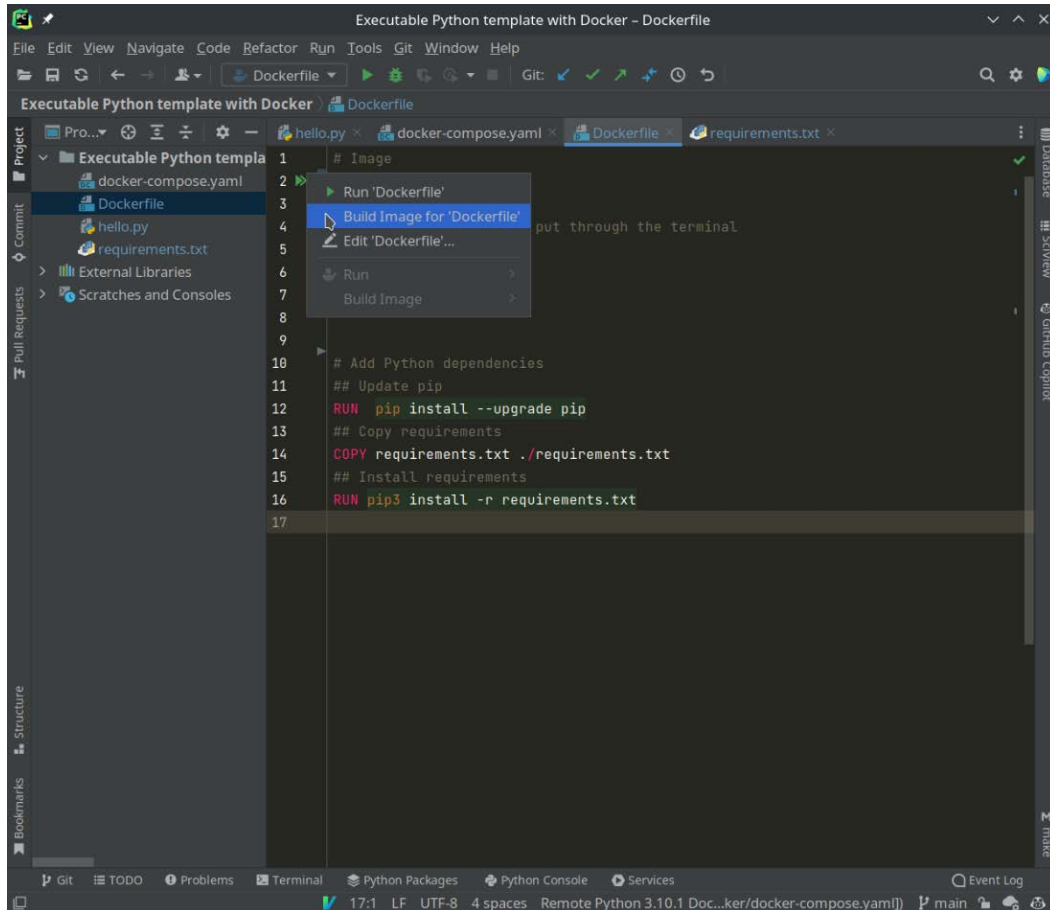 PC
Executable Python template with Docker – Dockerfile
File Edit View Navigate Code Refactor Run Tools Git Window Help
Dockerfile Git:
Executable Python template with Docker Dockerfile
Project
Pro...
hello.py docker-compose.yaml Dockerfile requirements.txt
Executable Python templa
docker-compose.yaml
Dockerfile
hello.py
requirements.txt
External Libraries
Scratches and Consoles
Commit
Pull Requests
Structure
Bookmarks
1 # Image
2
3
4 put through the terminal
5
6
7
8
9
10 # Add Python dependencies
11 ## Update pip
12 RUN pip install --upgrade pip
13 ## Copy requirements
14 COPY requirements.txt ./requirements.txt
15 ## Install requirements
16 RUN pip3 install -r requirements.txt
17
Run 'Dockerfile'
Build Image for 'Dockerfile'
Edit 'Dockerfile'...
Run
Build Image
Database
SciView
GitHub Copilot
make
Git TODO Problems Terminal Python Packages Python Console Services Event Log
17:1 LF UTF-8 4 spaces Remote Python 3.10.1 Doc...ker/docker-compose.yaml]) main